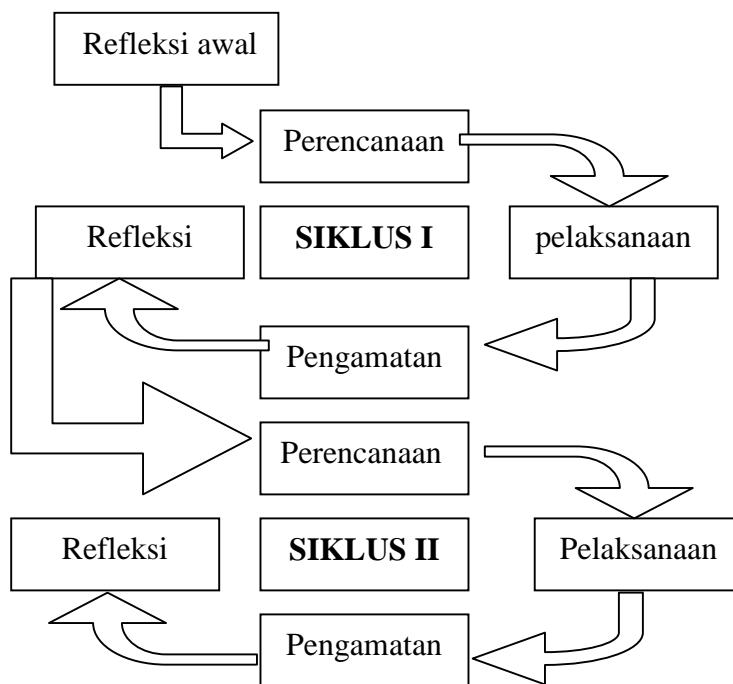 Refleksi awal
Perencanaan
Refleksi
SIKLUS I
pelaksanaan
Pengamatan
Perencanaan
Refleksi
SIKLUS II
Pelaksanaan
Pengamatan